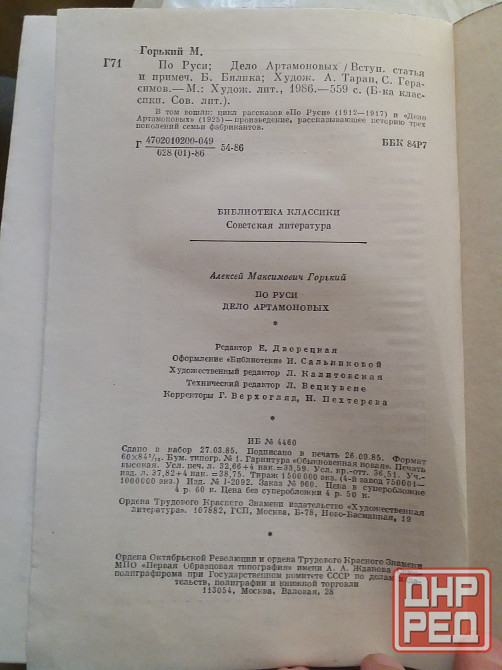 Горький М.
Г71 По Руси; Дело Артамоновых / Вступ. статья
и примеч. Б. Бялика; Худож. А. Таран, С. Гера-
симов.— М.: Худож. лит., 1986.— 559 с. (Б-ка клас-
сики. Сов. лит.).
В том вошли: цикл рассказов «По Руси» (1912—1917) и «Дело
Артамоновых» (1925) — произведение, рассказывающее историю трех
поколений семьи фабрикантов.
Г 4702010200-049 54-86 ББК 84Р7
028 (01)-86
БИБЛИОТЕКА КЛАССИКИ
Советская литература
Алексей Максимович Горький
ПО РУСИ
ДЕЛО АРТАМОНОВЫХ
*
Редактор Е. Дворецкая
Оформление «Библиотеки» И. Сальниковой
Художественный редактор Л. Калитовская
Технический редактор Л. Вецкувене
Корректоры Г. Верхогляд, Н. Пехтерева
*
ИБ № 4460
Сдано в набор 27.03.85. Подписано в печать 26.09.85. Формат
60×84 1/16. Бум. типогр. № 1. Гарнитура «Обыкновенная новая». Печать
высокая. Усл. печ. л. 32,66+4 вкл.=33,59. Усл. кр.-отт. 36,51. Уч.-
изд. л. 37,82+4 вкл.=38,75. Тираж 1 500 000 экз. (4-й завод 750001—
1000000 экз.) Изд. № I-2092. Заказ № 960. Цена в суперобложке
4 р. 60 к. Цена без суперобложки 4 р. 50 к.
Ордена Трудового Красного Знамени издательство «Художественная
литература». 107882, ГСП, Москва, Б-78, Ново-Басманная, 19
*
Ордена Октябрьской Революции и ордена Трудового Красного Знамени
МПО «Первая Образцовая типография» имени А. А. Жданова
полиграфпрома при Государственном комитете СССР по делам
тельств, полиграфии и книжной торговли
113054, Москва, Валовая, 28
ДНР
РЕД